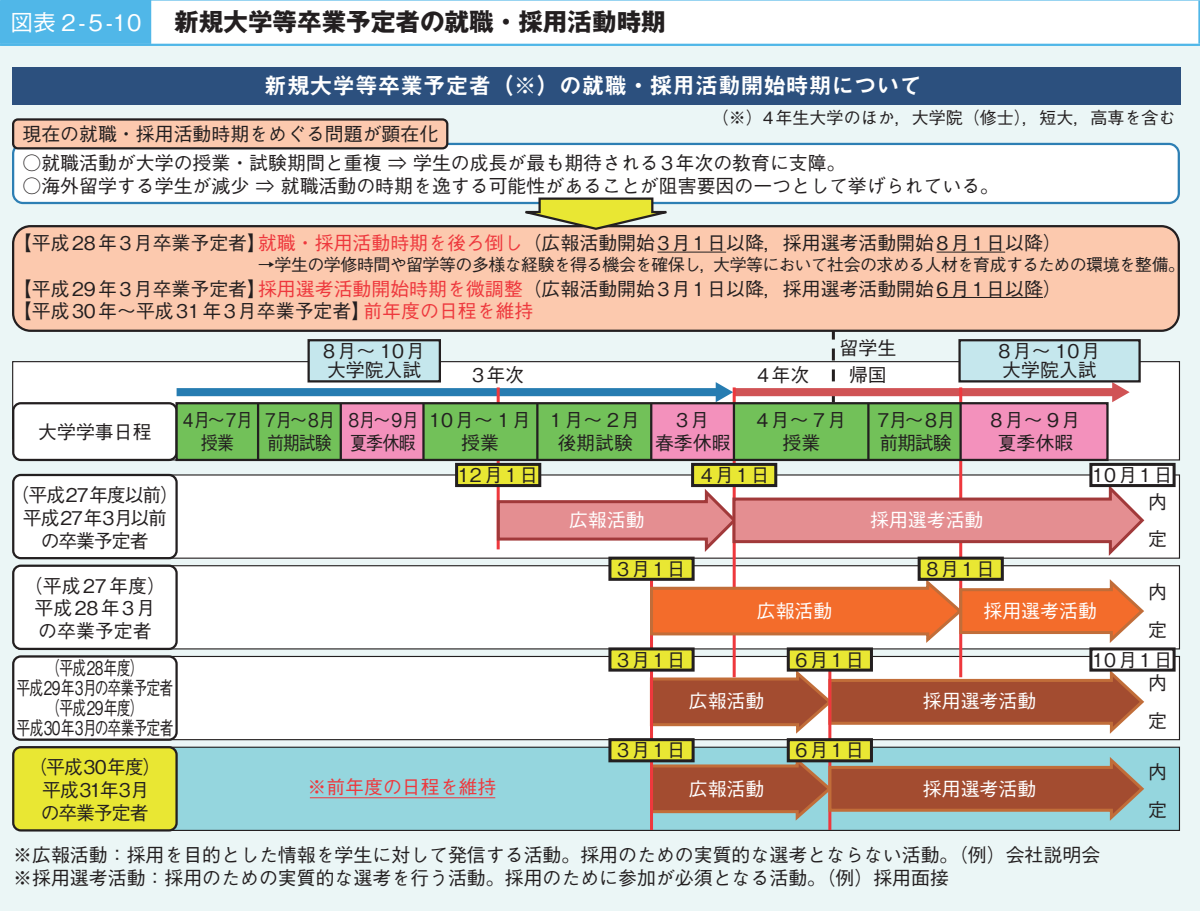 図表 2-5-10 新規大学等卒業予定者の就職・採用活動時期
新規大学等卒業予定者（※）の就職・採用活動開始時期について
（※）4年生大学のほか，大学院（修士），短大，高専を含む
現在の就職・採用活動時期をめぐる問題が顕在化
○就職活動が大学の授業・試験期間と重複 ⇒ 学生の成長が最も期待される3年次の教育に支障。
○海外留学する学生が減少 ⇒ 就職活動の時期を逸する可能性があることが阻害要因の一つとして挙げられている。
【平成28年3月卒業予定者】就職・採用活動時期を後ろ倒し（広報活動開始3月1日以降，採用選考活動開始8月1日以降）
→学生の学修時間や留学等の多様な経験を得る機会を確保し，大学等において社会の求める人材を育成するための環境を整備。
【平成29年3月卒業予定者】採用選考活動開始時期を微調整（広報活動開始3月1日以降，採用選考活動開始6月1日以降）
【平成30年～平成31年3月卒業予定者】前年度の日程を維持
8月～10月
大学院入試
3年次
4年次
留学生
帰国
8月～10月
大学院入試
大学学事日程
4月～7月
授業
7月～8月
前期試験
8月～9月
夏季休暇
10月～1月
授業
1月～2月
後期試験
3月
春季休暇
4月～7月
授業
7月～8月
前期試験
8月～9月
夏季休暇
12月1日
4月1日
10月1日
（平成27年度以前）
平成27年3月以前
の卒業予定者
広報活動
採用選考活動
内
定
3月1日
8月1日
（平成27年度）
平成28年3月
の卒業予定者
広報活動
採用選考活動
内
定
3月1日
6月1日
10月1日
（平成28年度）
平成29年3月の卒業予定者
（平成29年度）
平成30年3月の卒業予定者
広報活動
採用選考活動
内
定
3月1日
6月1日
（平成30年度）
平成31年3月
の卒業予定者
※前年度の日程を維持
広報活動
採用選考活動
内
定
※広報活動：採用を目的とした情報を学生に対して発信する活動。採用のための実質的な選考とならない活動。（例）会社説明会
※採用選考活動：採用のための実質的な選考を行う活動。採用のために参加が必須となる活動。（例）採用面接